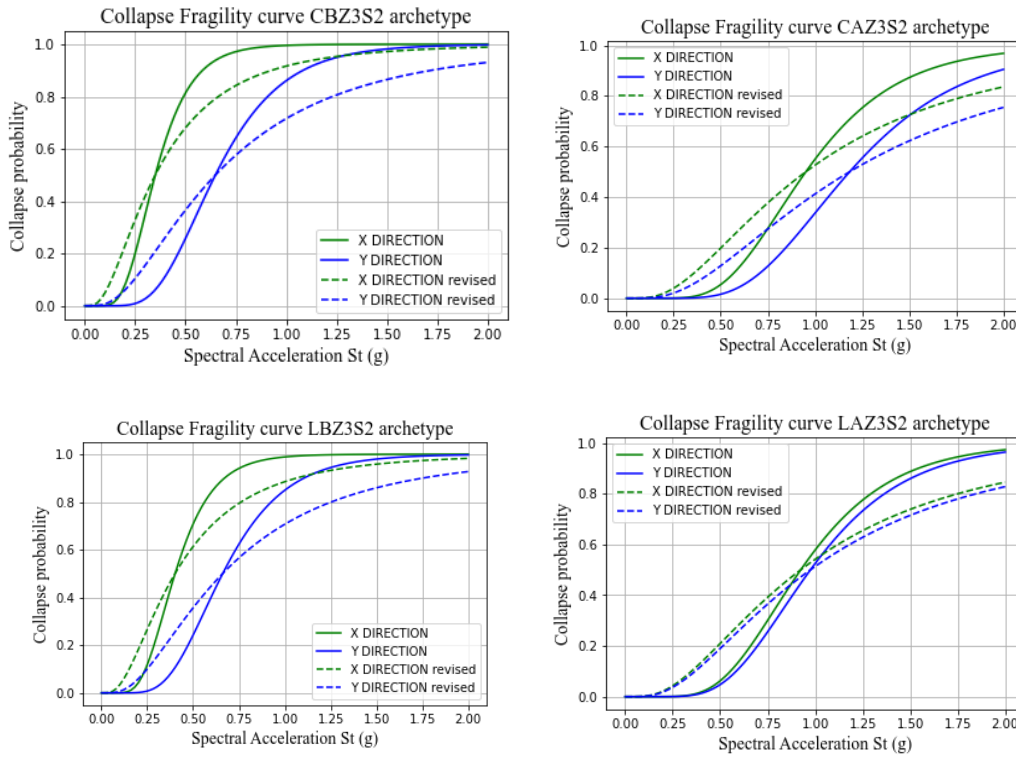 Collapse Fragility curve CBZ3S2 archetype
Collapse probability
1.0
0.8
0.6
0.4
0.2
0.0
X DIRECTION
Y DIRECTION
X DIRECTION revised
Y DIRECTION revised
0.00 0.25 0.50 0.75 1.00 1.25 1.50 1.75 2.00
Spectral Acceleration St (g)
Collapse Fragility curve CAZ3S2 archetype
Collapse probability
1.0
0.8
0.6
0.4
0.2
0.0
X DIRECTION
Y DIRECTION
X DIRECTION revised
Y DIRECTION revised
0.00 0.25 0.50 0.75 1.00 1.25 1.50 1.75 2.00
Spectral Acceleration St (g)
Collapse Fragility curve LBZ3S2 archetype
Collapse probability
1.0
0.8
0.6
0.4
0.2
0.0
X DIRECTION
Y DIRECTION
X DIRECTION revised
Y DIRECTION revised
0.00 0.25 0.50 0.75 1.00 1.25 1.50 1.75 2.00
Spectral Acceleration St (g)
Collapse Fragility curve LAZ3S2 archetype
Collapse probability
1.0
0.8
0.6
0.4
0.2
0.0
X DIRECTION
Y DIRECTION
X DIRECTION revised
Y DIRECTION revised
0.00 0.25 0.50 0.75 1.00 1.25 1.50 1.75 2.00
Spectral Acceleration St (g)